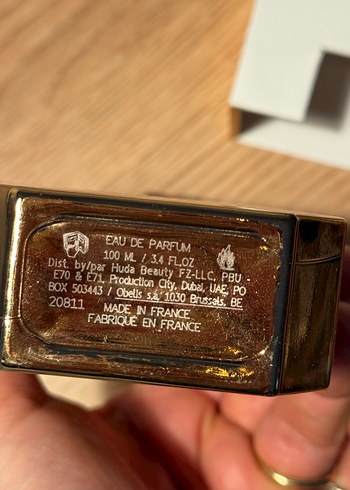 EAU DE PARFUM
100 ML / 3.4 FL.OZ
Dist. by/par Huda Beauty FZ-LLC, PBU -
E70 & E71, Production City, Dubai, UAE, PO
BOX 503443 / Obelis s.a. 1030 Brussels, BE
20811 MADE IN FRANCE
FABRIQUÉ EN FRANCE